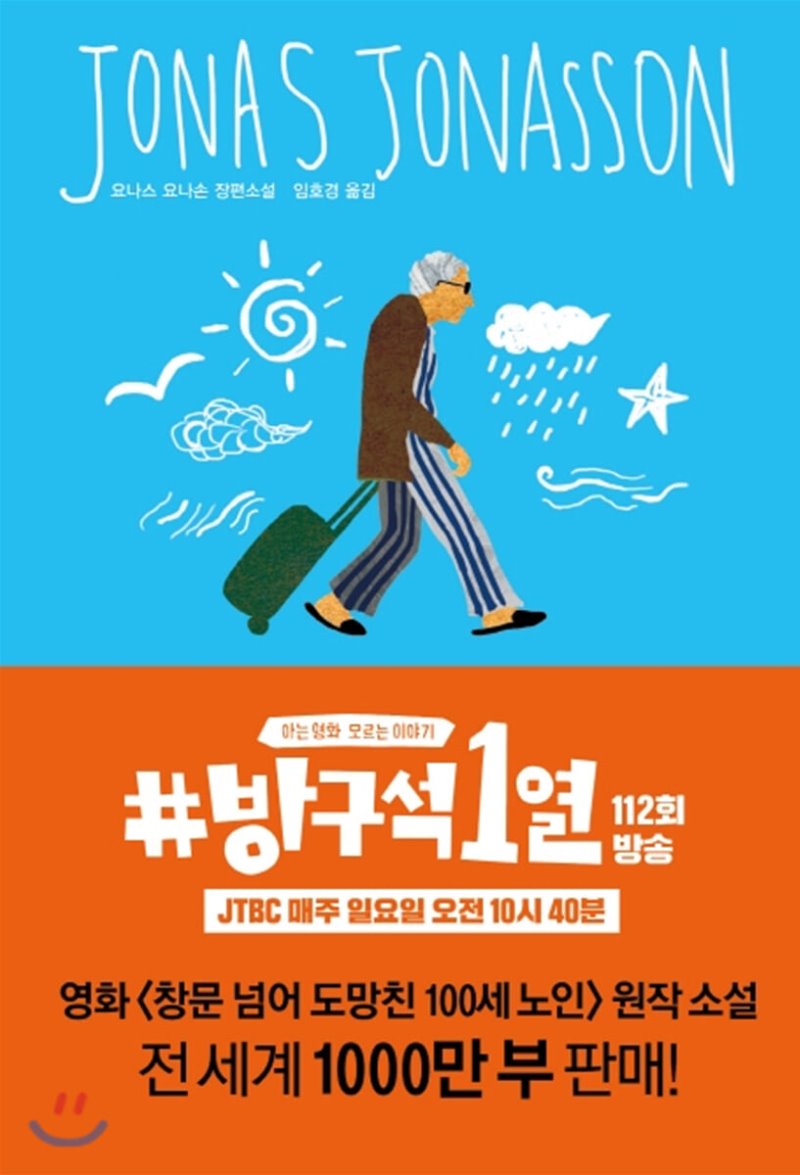 JONAS JONASSON
요나스 요나손 장편소설 임호경 옮김
아는 영화 모르는 이야기
#방구석1열 112회 방송
JTBC 매주 일요일 오전 10시 40분
영화 〈창문 넘어 도망친 100세 노인〉 원작 소설
전 세계 1000만 부 판매!